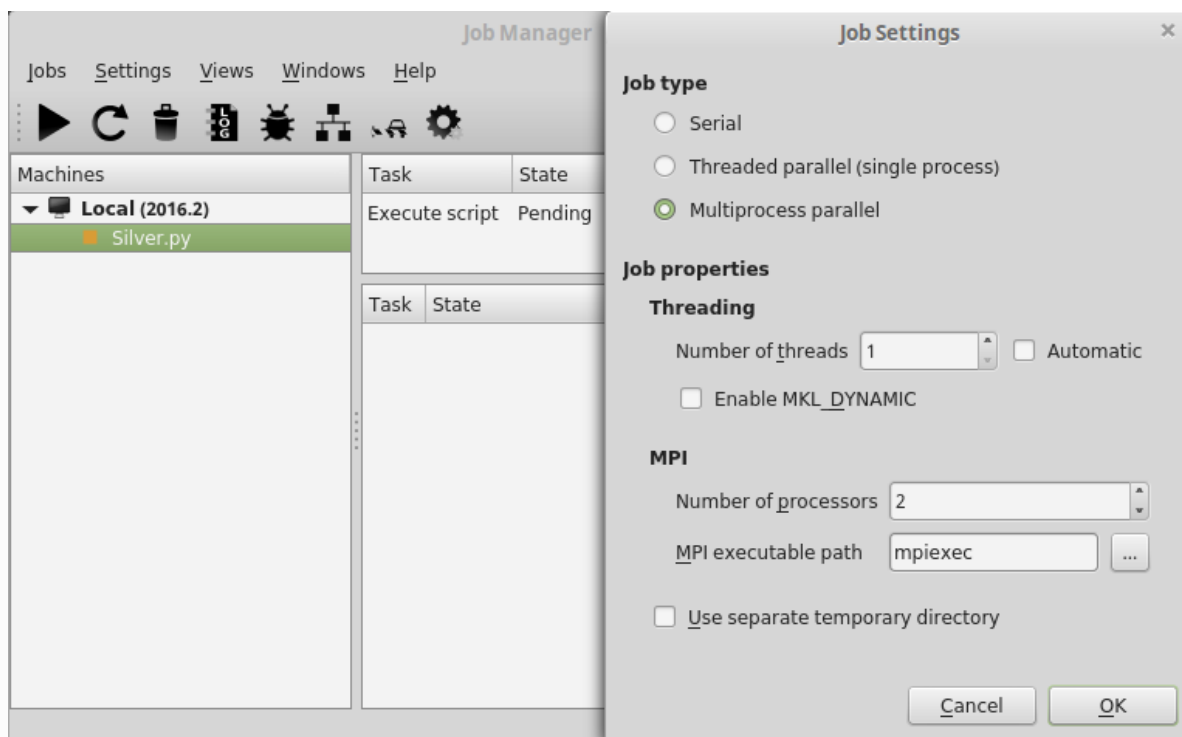 Job Manager
Jobs Settings Views Windows Help
LOG
Machines
Local (2016.2)
Silver.py
Task State
Execute script Pending
Task State
Job Settings
Job type
Serial
Threaded parallel (single process)
Multiprocess parallel
Job properties
Threading
Number of threads 1 Automatic
Enable MKL_DYNAMIC
MPI
Number of processors 2
MPI executable path mpiexec ...
Use separate temporary directory
Cancel OK